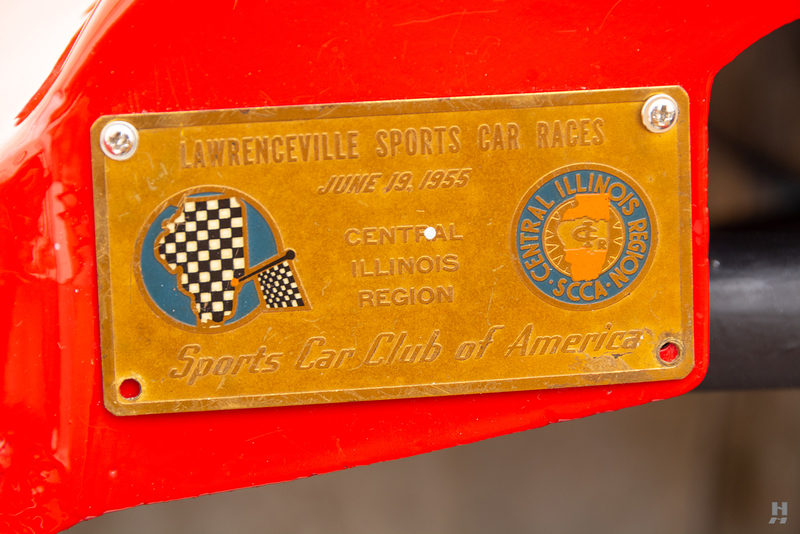 LAWRENCEVILLE SPORTS CAR RACES
JUNE 19, 1955
CENTRAL
ILLINOIS
REGION
CENTRAL ILLINOIS REGION
· SCCA ·
Sports Car Club of America